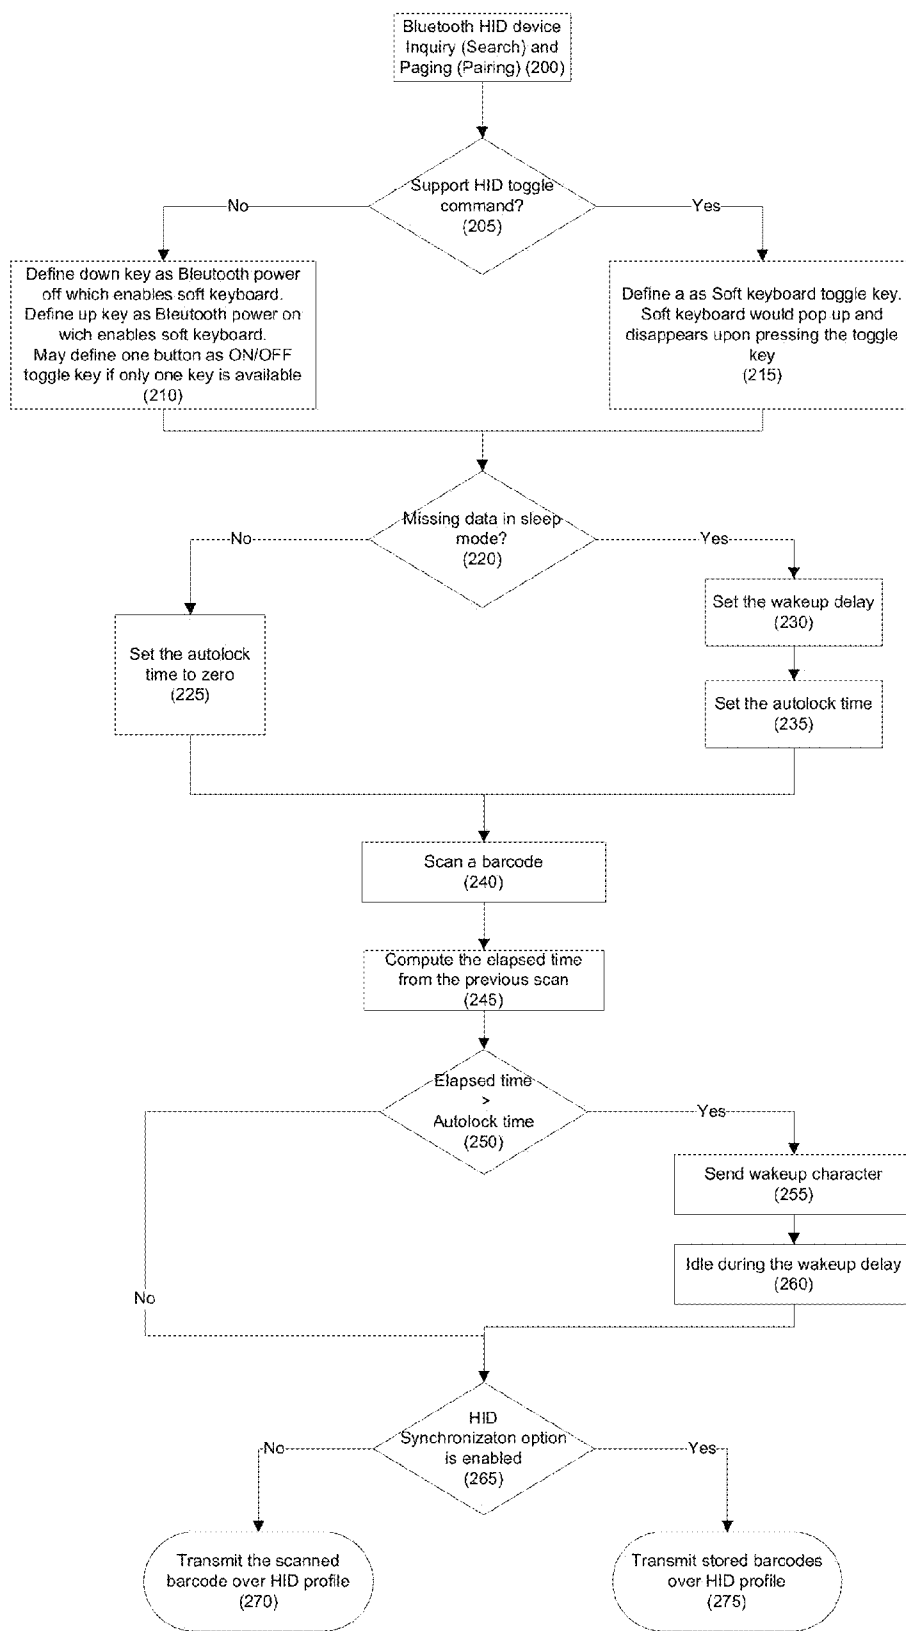 Bluetooth HID device
Inquiry (Search) and
Paging (Pairing) (200)
Support HID toggle
command?
(205)
No
Yes
Define down key as Bleutooth power
off which enables soft keyboard.
Define up key as Bleutooth power on
wich enables soft keyboard.
May define one button as ON/OFF
toggle key if only one key is available
(210)
Define a as Soft keyboard toggle key.
Soft keyboard would pop up and
disappears upon pressing the toggle
key
(215)
Missing data in sleep
mode?
(220)
No
Yes
Set the wakeup delay
(230)
Set the autolock
time to zero
(225)
Set the autolock time
(235)
Scan a barcode
(240)
Compute the elapsed time
from the previous scan
(245)
Elapsed time
>
Autolock time
(250)
Yes
Send wakeup character
(255)
Idle during the wakeup delay
(260)
No
HID
Synchronizaton option
is enabled
(265)
No
Yes
Transmit the scanned
barcode over HID profile
(270)
Transmit stored barcodes
over HID profile
(275)